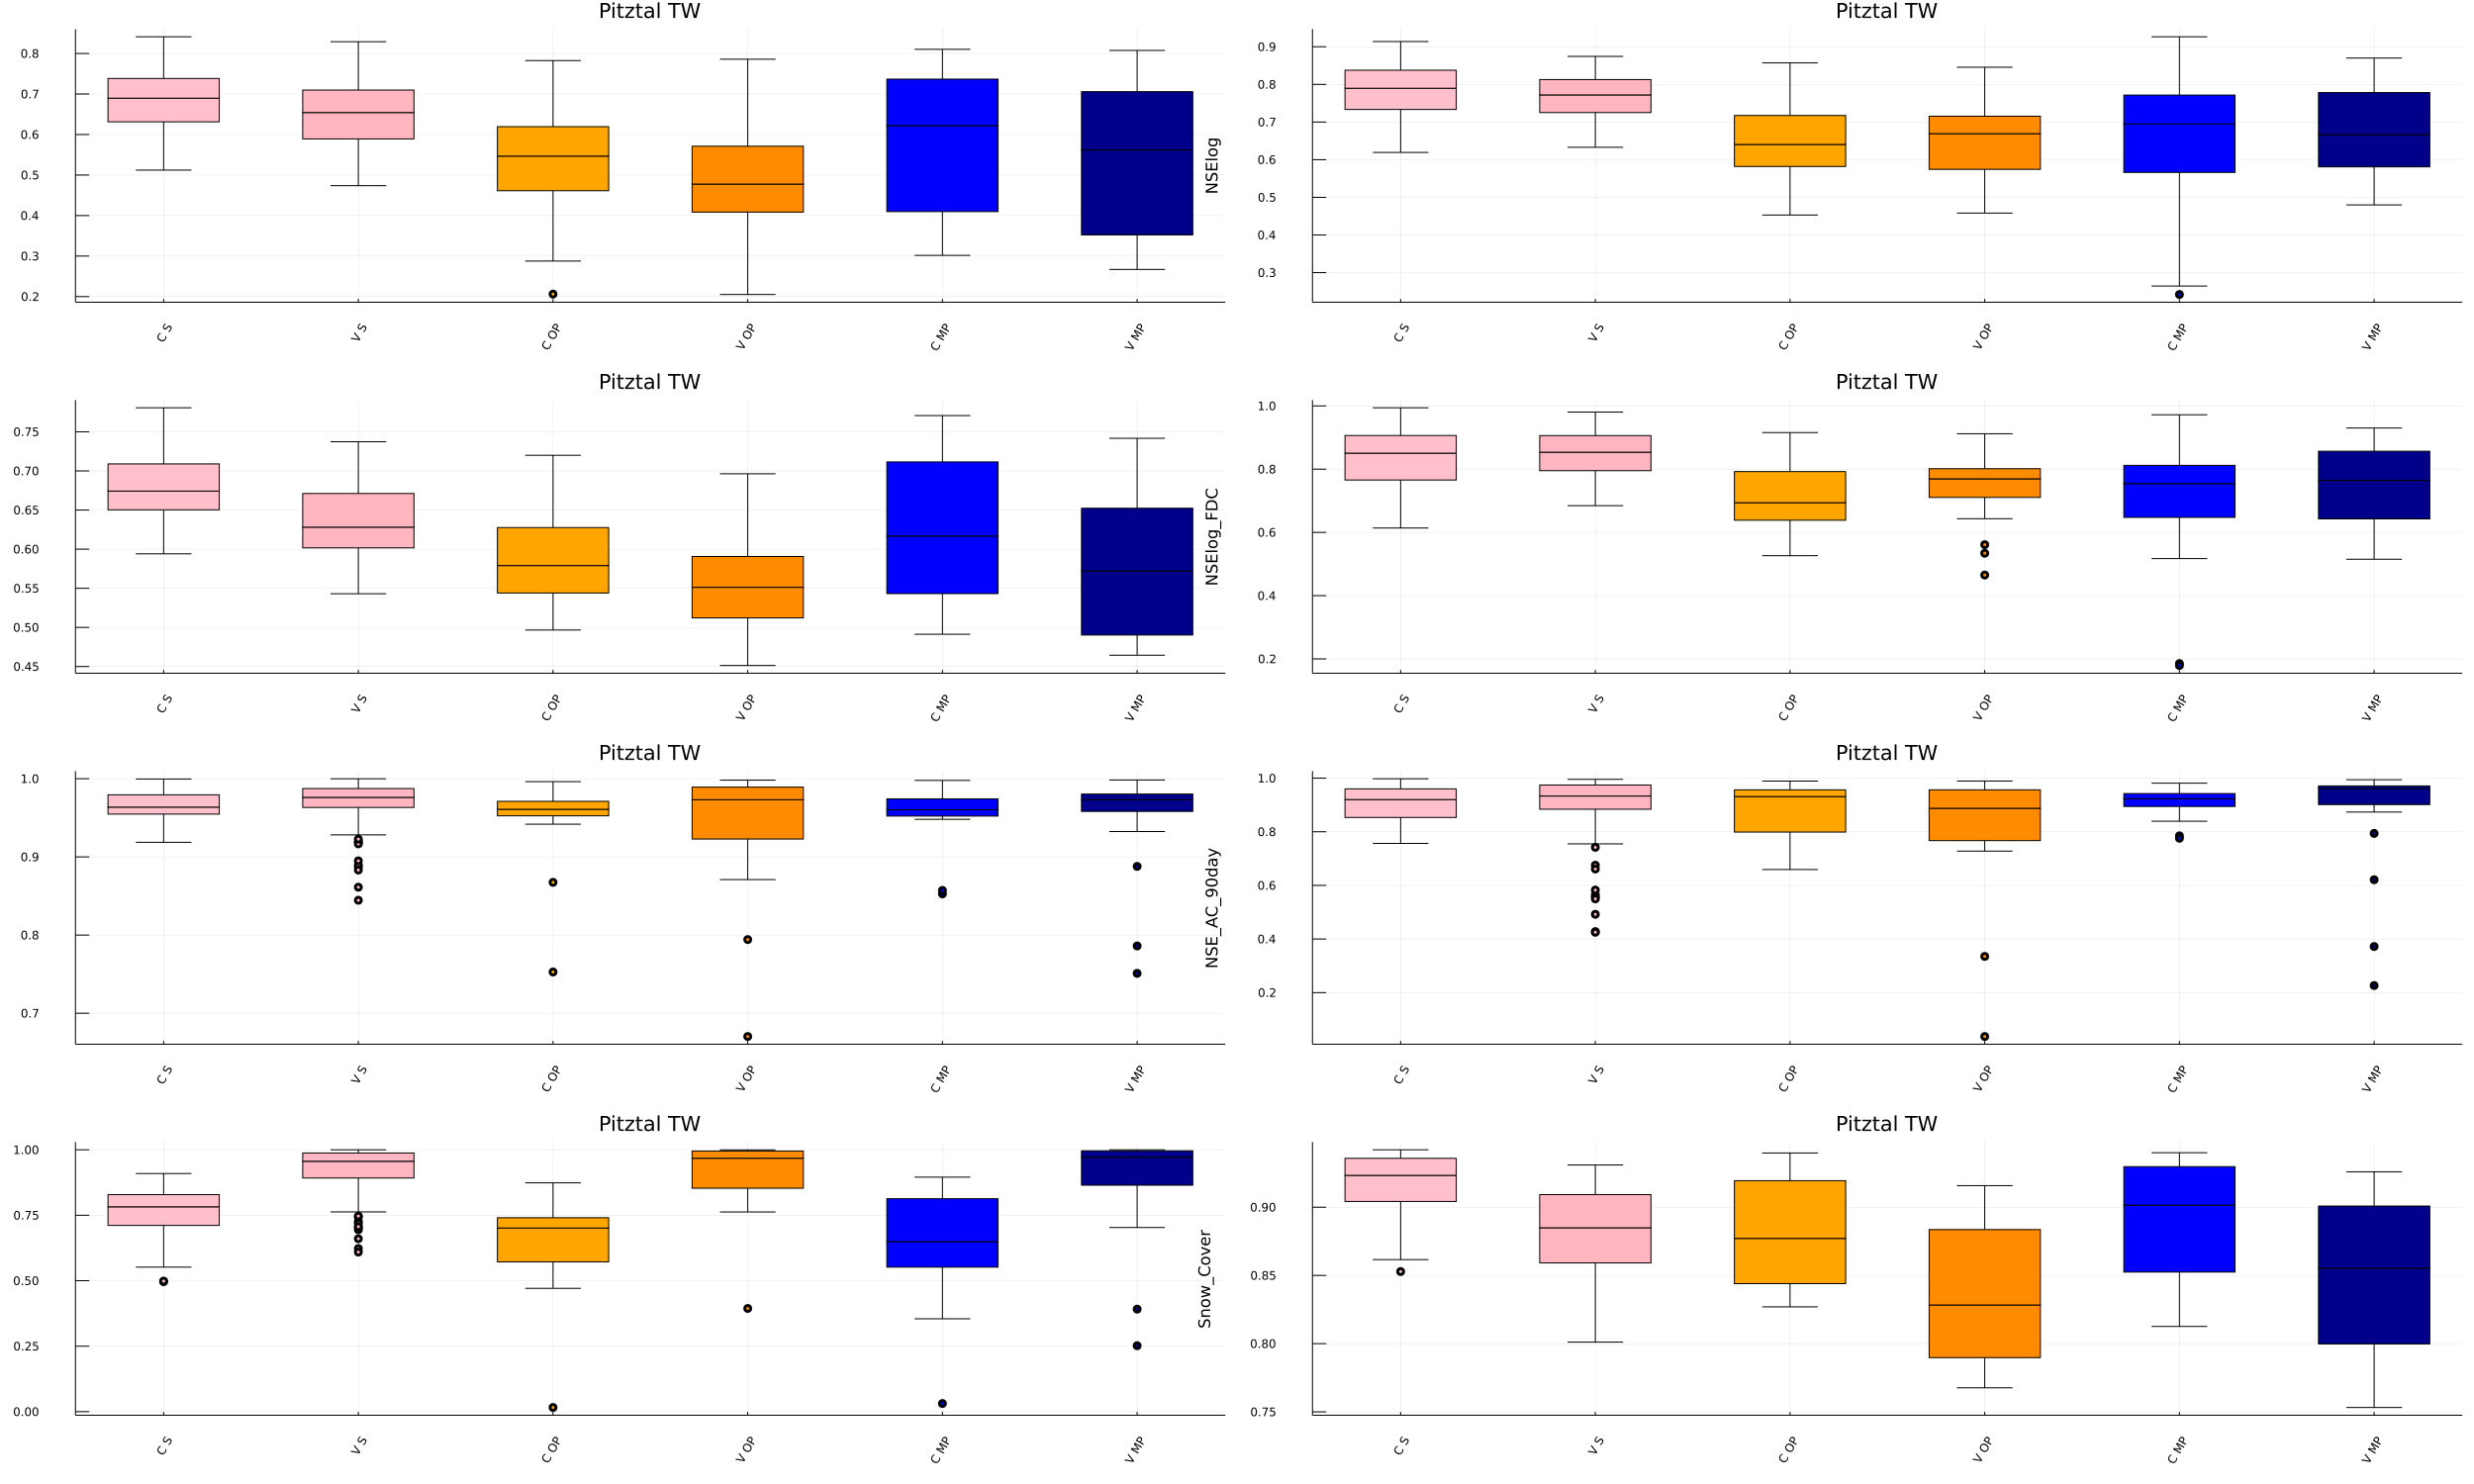 Pitztal TW
0.8
0.7
0.6
0.5
0.4
0.3
0.2
C S
V S
C OP
V OP
C MP
V MP
Pitztal TW
NSElog
0.9
0.8
0.7
0.6
0.5
0.4
0.3
C S
V S
C OP
V OP
C MP
V MP
Pitztal TW
0.75
0.70
0.65
0.60
0.55
0.50
0.45
C S
V S
C OP
V OP
C MP
V MP
Pitztal TW
NSElog_FDC
1.0
0.8
0.6
0.4
0.2
C S
V S
C OP
V OP
C MP
V MP
Pitztal TW
1.0
0.9
0.8
0.7
C S
V S
C OP
V OP
C MP
V MP
Pitztal TW
NSE_AC_90day
1.0
0.8
0.6
0.4
0.2
C S
V S
C OP
V OP
C MP
V MP
Pitztal TW
1.00
0.75
0.50
0.25
0.00
C S
V S
C OP
V OP
C MP
V MP
Pitztal TW
Snow_Cover
0.90
0.85
0.80
0.75
C S
V S
C OP
V OP
C MP
V MP